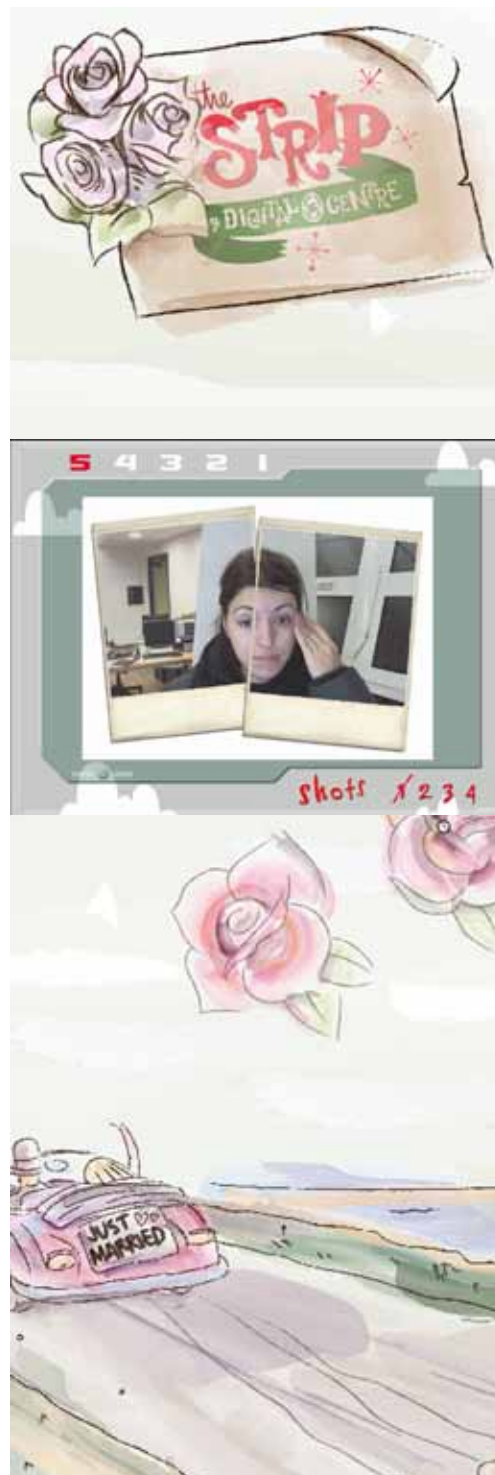 the
STRIP
DIGITAL CENTRE
5 4 3 2 1
shots 1 2 3 4
JUST
MARRIED